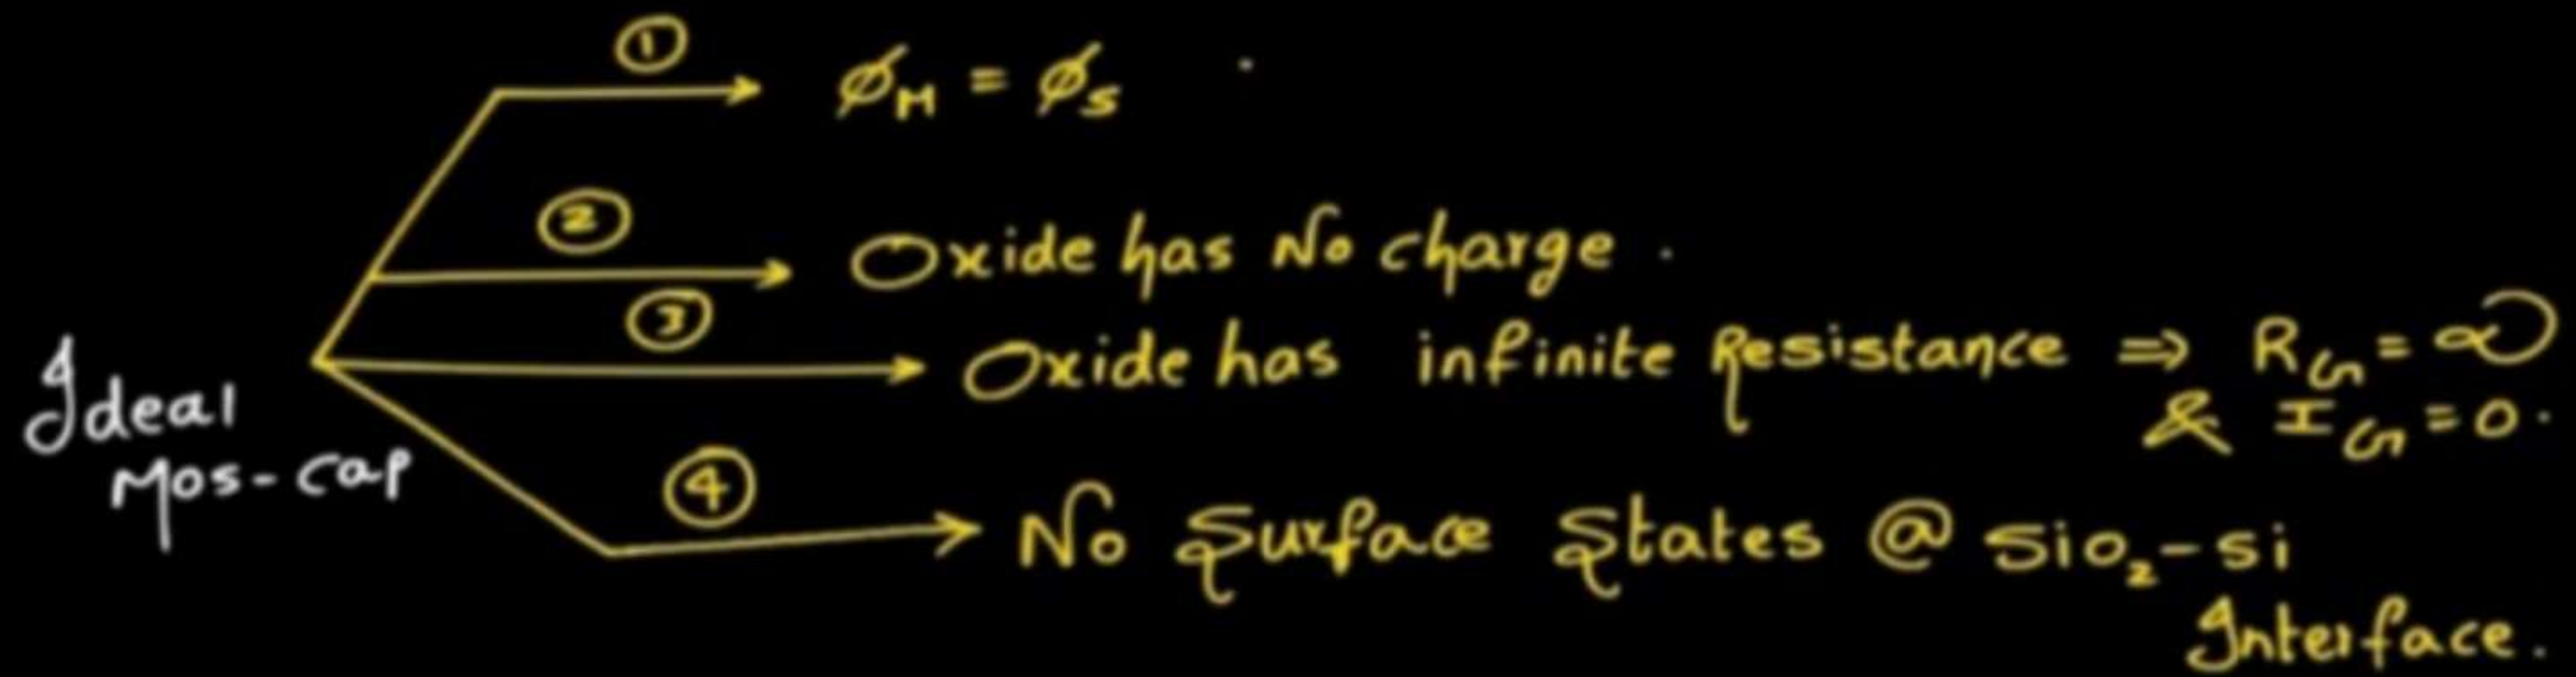 ① ϕM = ϕS .
② Oxide has No charge .
③ Oxide has infinite Resistance ⇒ RG = ∞
& IG = 0 .
Ideal
Mos-cap
④ No Surface States @ SiO₂-Si
Interface .